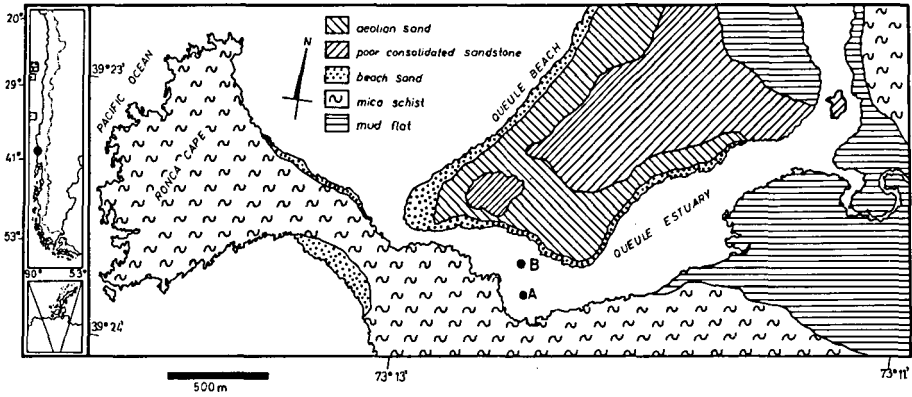 20°
29°
41°
53°
80° 53°
39°23'
39°24'
PACIFIC OCEAN
RONCA CAPE
N
aeolian sand
poor consolidated sandstone
beach sand
mica schist
mud flat
QUEULE BEACH
QUEULE ESTUARY
B
A
500 m
73°13'
73°11'